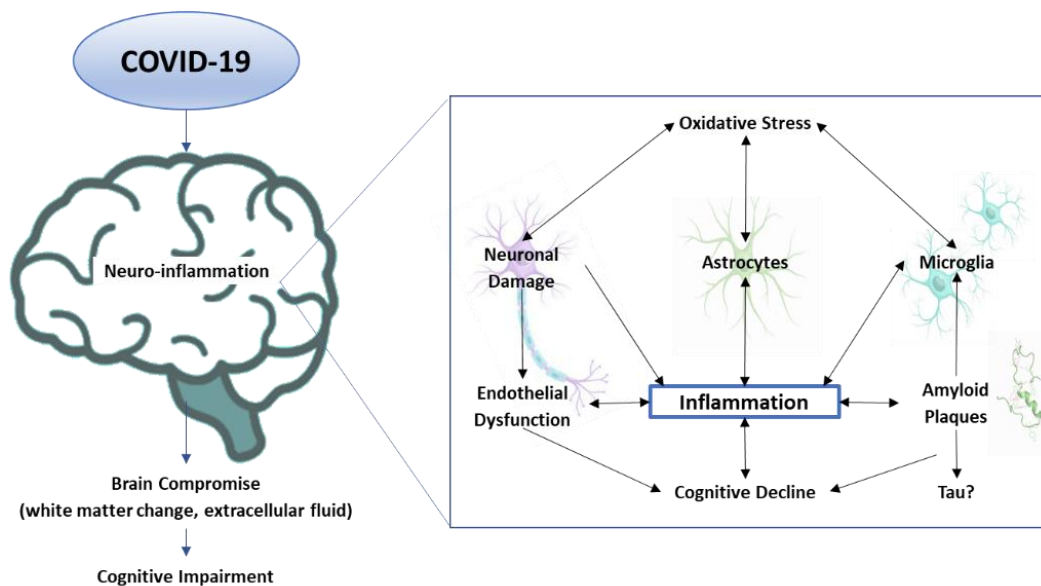 COVID-19
Neuro-inflammation
Brain Compromise
(white matter change, extracellular fluid)
Cognitive Impairment
Oxidative Stress
Neuronal
Damage
Astrocytes
Microglia
Endothelial
Dysfunction
Inflammation
Amyloid
Plaques
Cognitive Decline
Tau?